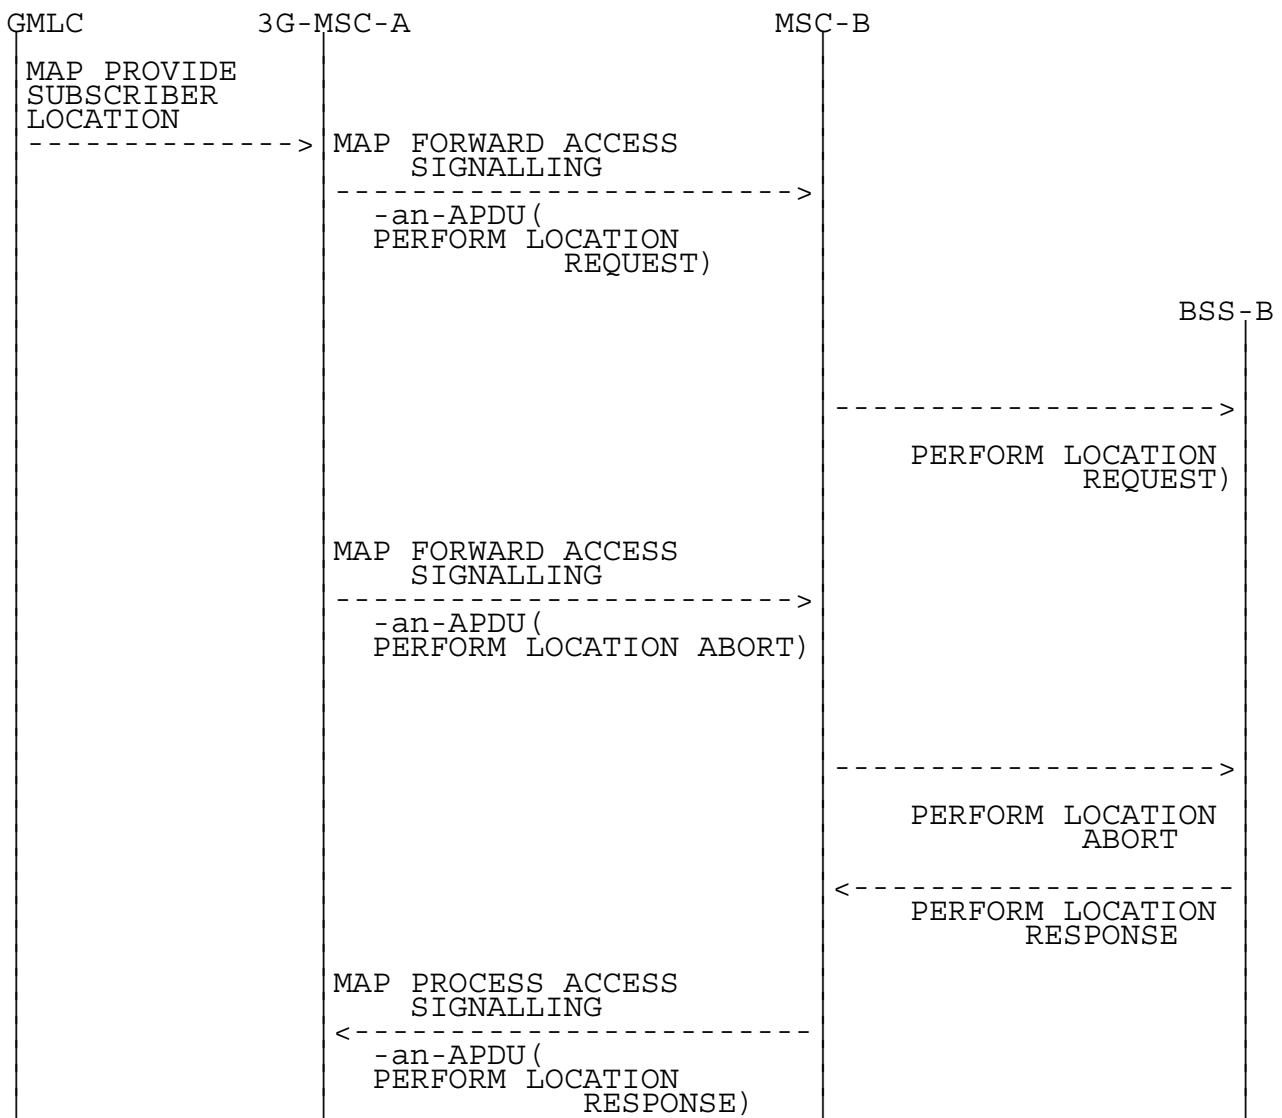 GMLC 3G-MSC-A MSC-B
MAP PROVIDE
SUBSCRIBER
LOCATION
--------------> MAP FORWARD ACCESS
SIGNALLING
------------------------>
-an-APDU(
PERFORM LOCATION
REQUEST)
BSS-B
-------------------->
PERFORM LOCATION
REQUEST)
MAP FORWARD ACCESS
SIGNALLING
------------------------>
-an-APDU(
PERFORM LOCATION ABORT)
-------------------->
PERFORM LOCATION
ABORT
<--------------------
PERFORM LOCATION
RESPONSE
MAP PROCESS ACCESS
SIGNALLING
<------------------------
-an-APDU(
PERFORM LOCATION
RESPONSE)